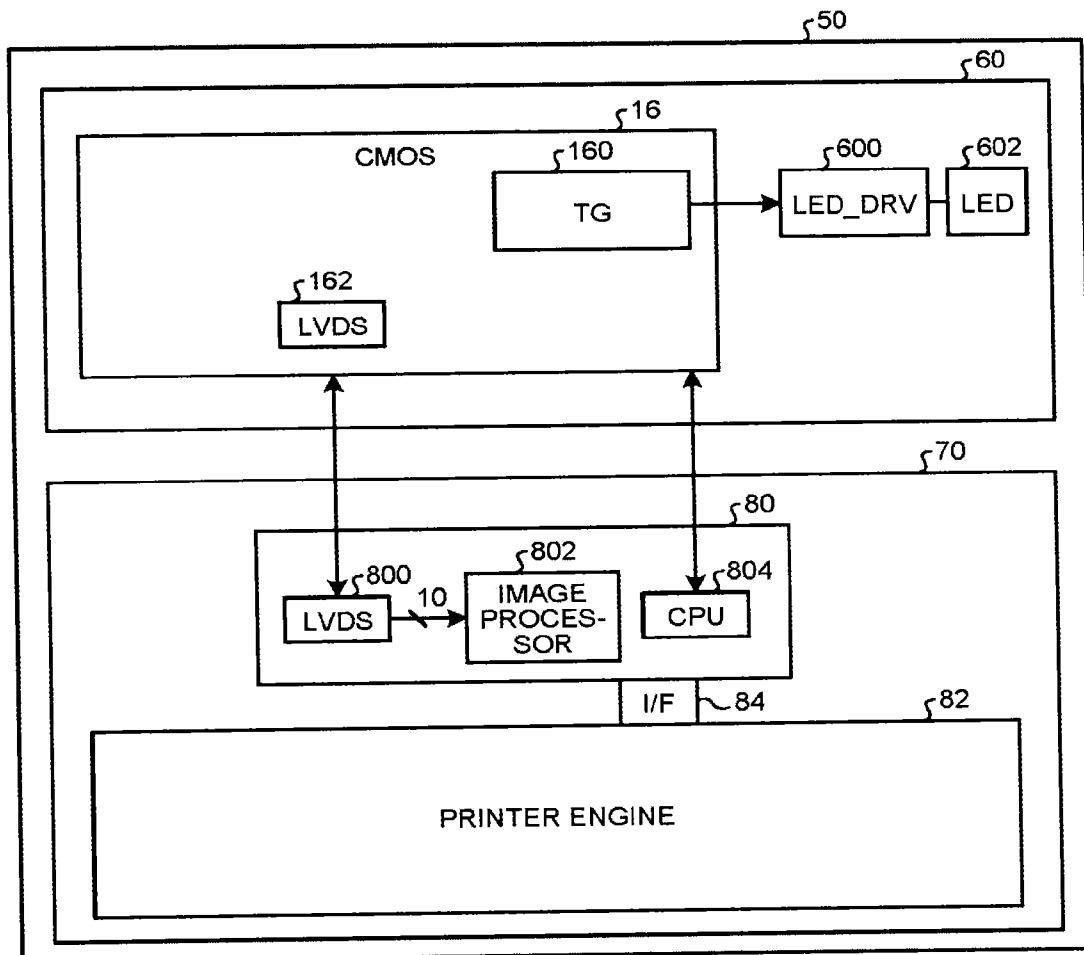 50
60
16
CMOS
160
TG
600
LED_DRV
602
LED
162
LVDS
70
80
800
LVDS
10
802
IMAGE
PROCES-
SOR
804
CPU
I/F
84
82
PRINTER ENGINE